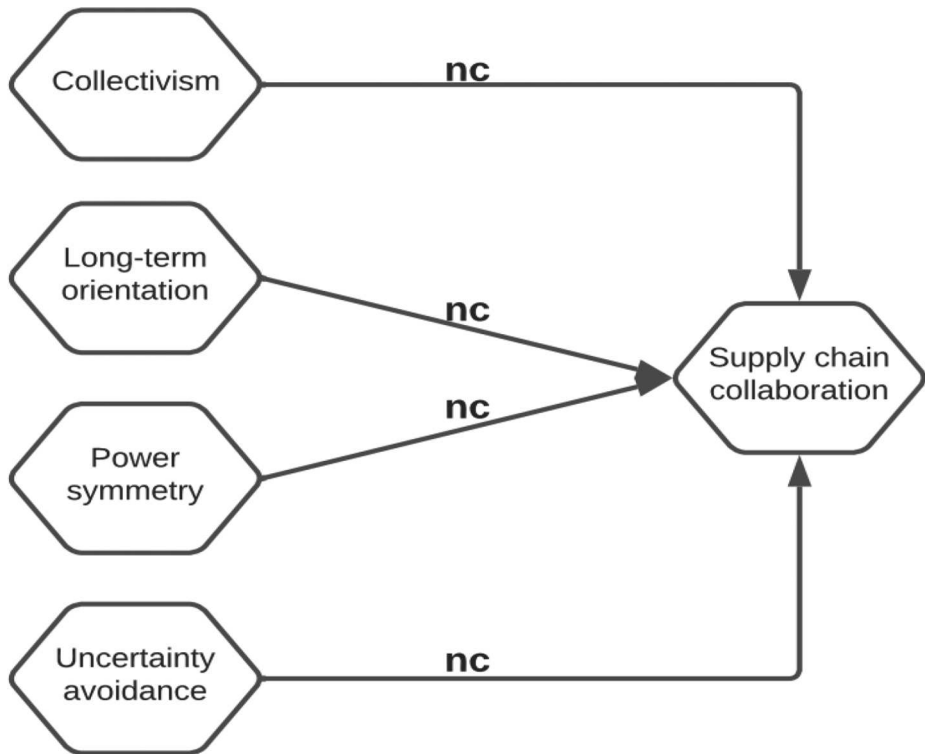 Collectivism
nc
Long-term
orientation
nc
Supply chain
collaboration
nc
Power
symmetry
Uncertainty
avoidance
nc